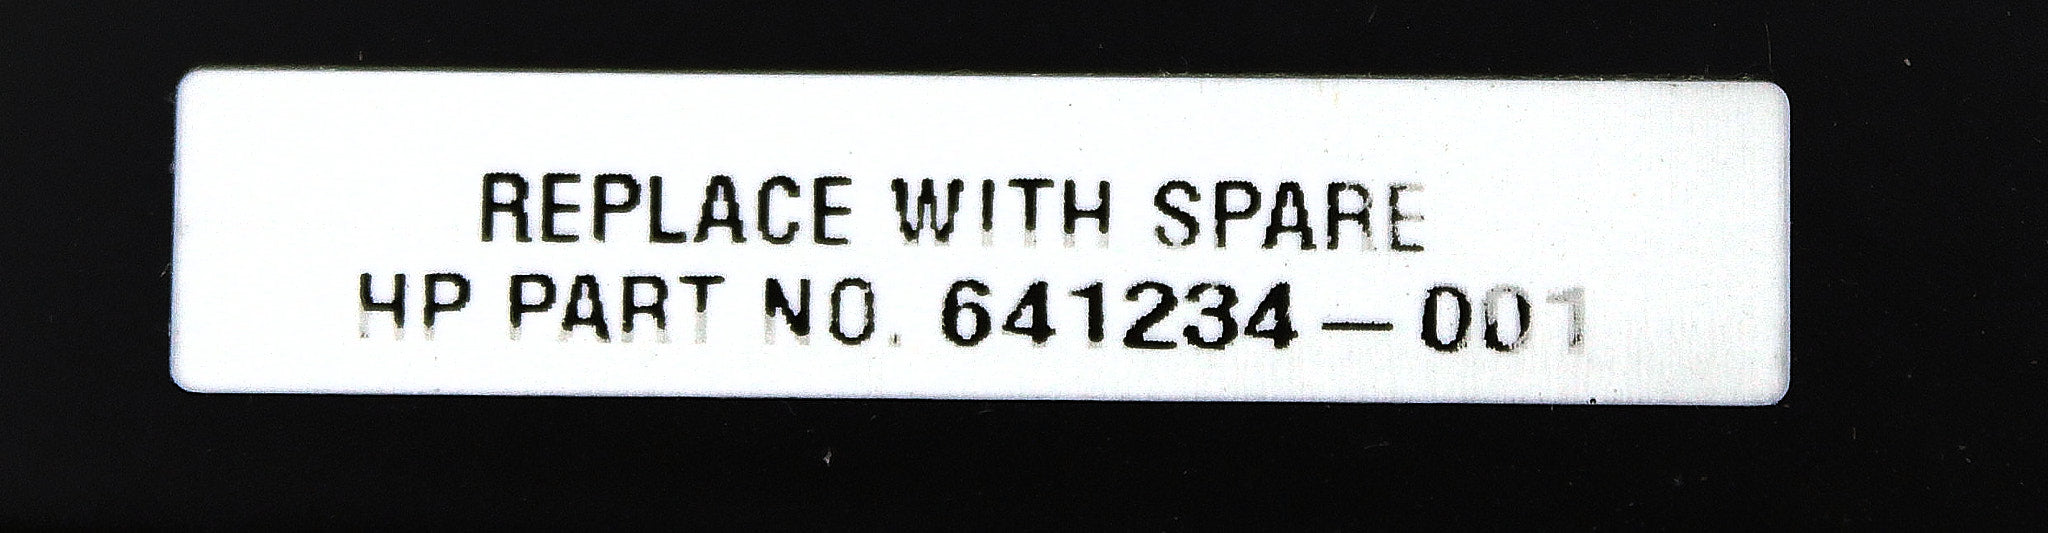 REPLACE WITH SPARE
HP PART NO. 641234-001